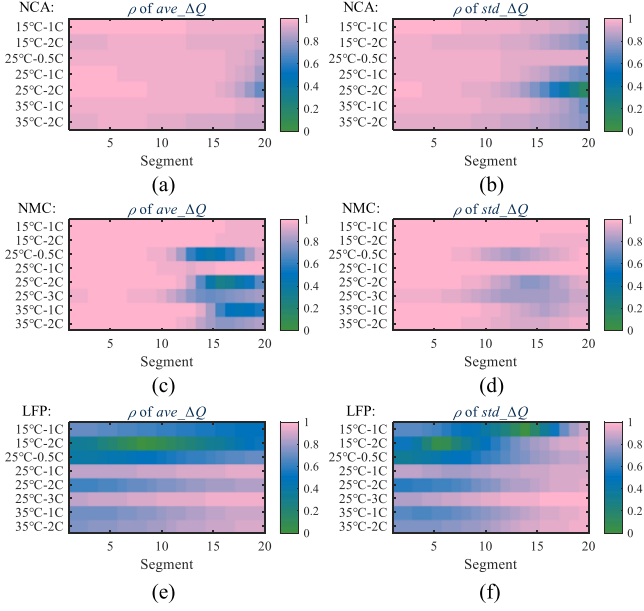 NCA: ρ of ave_ΔQ
15℃-1C
15℃-2C
25℃-0.5C
25℃-1C
25℃-2C
35℃-1C
35℃-2C
5 10 15 20
Segment
1
0.8
0.6
0.4
0.2
0
(a)
NCA: ρ of std_ΔQ
15℃-1C
15℃-2C
25℃-0.5C
25℃-1C
25℃-2C
35℃-1C
35℃-2C
5 10 15 20
Segment
1
0.8
0.6
0.4
0.2
0
(b)
NMC: ρ of ave_ΔQ
15℃-1C
15℃-2C
25℃-0.5C
25℃-1C
25℃-2C
25℃-3C
35℃-1C
35℃-2C
5 10 15 20
Segment
1
0.8
0.6
0.4
0.2
0
(c)
NMC: ρ of std_ΔQ
15℃-1C
15℃-2C
25℃-0.5C
25℃-1C
25℃-2C
25℃-3C
35℃-1C
35℃-2C
5 10 15 20
Segment
1
0.8
0.6
0.4
0.2
0
(d)
LFP: ρ of ave_ΔQ
15℃-1C
15℃-2C
25℃-0.5C
25℃-1C
25℃-2C
25℃-3C
35℃-1C
35℃-2C
5 10 15 20
Segment
1
0.8
0.6
0.4
0.2
0
(e)
LFP: ρ of std_ΔQ
15℃-1C
15℃-2C
25℃-0.5C
25℃-1C
25℃-2C
25℃-3C
35℃-1C
35℃-2C
5 10 15 20
Segment
1
0.8
0.6
0.4
0.2
0
(f)